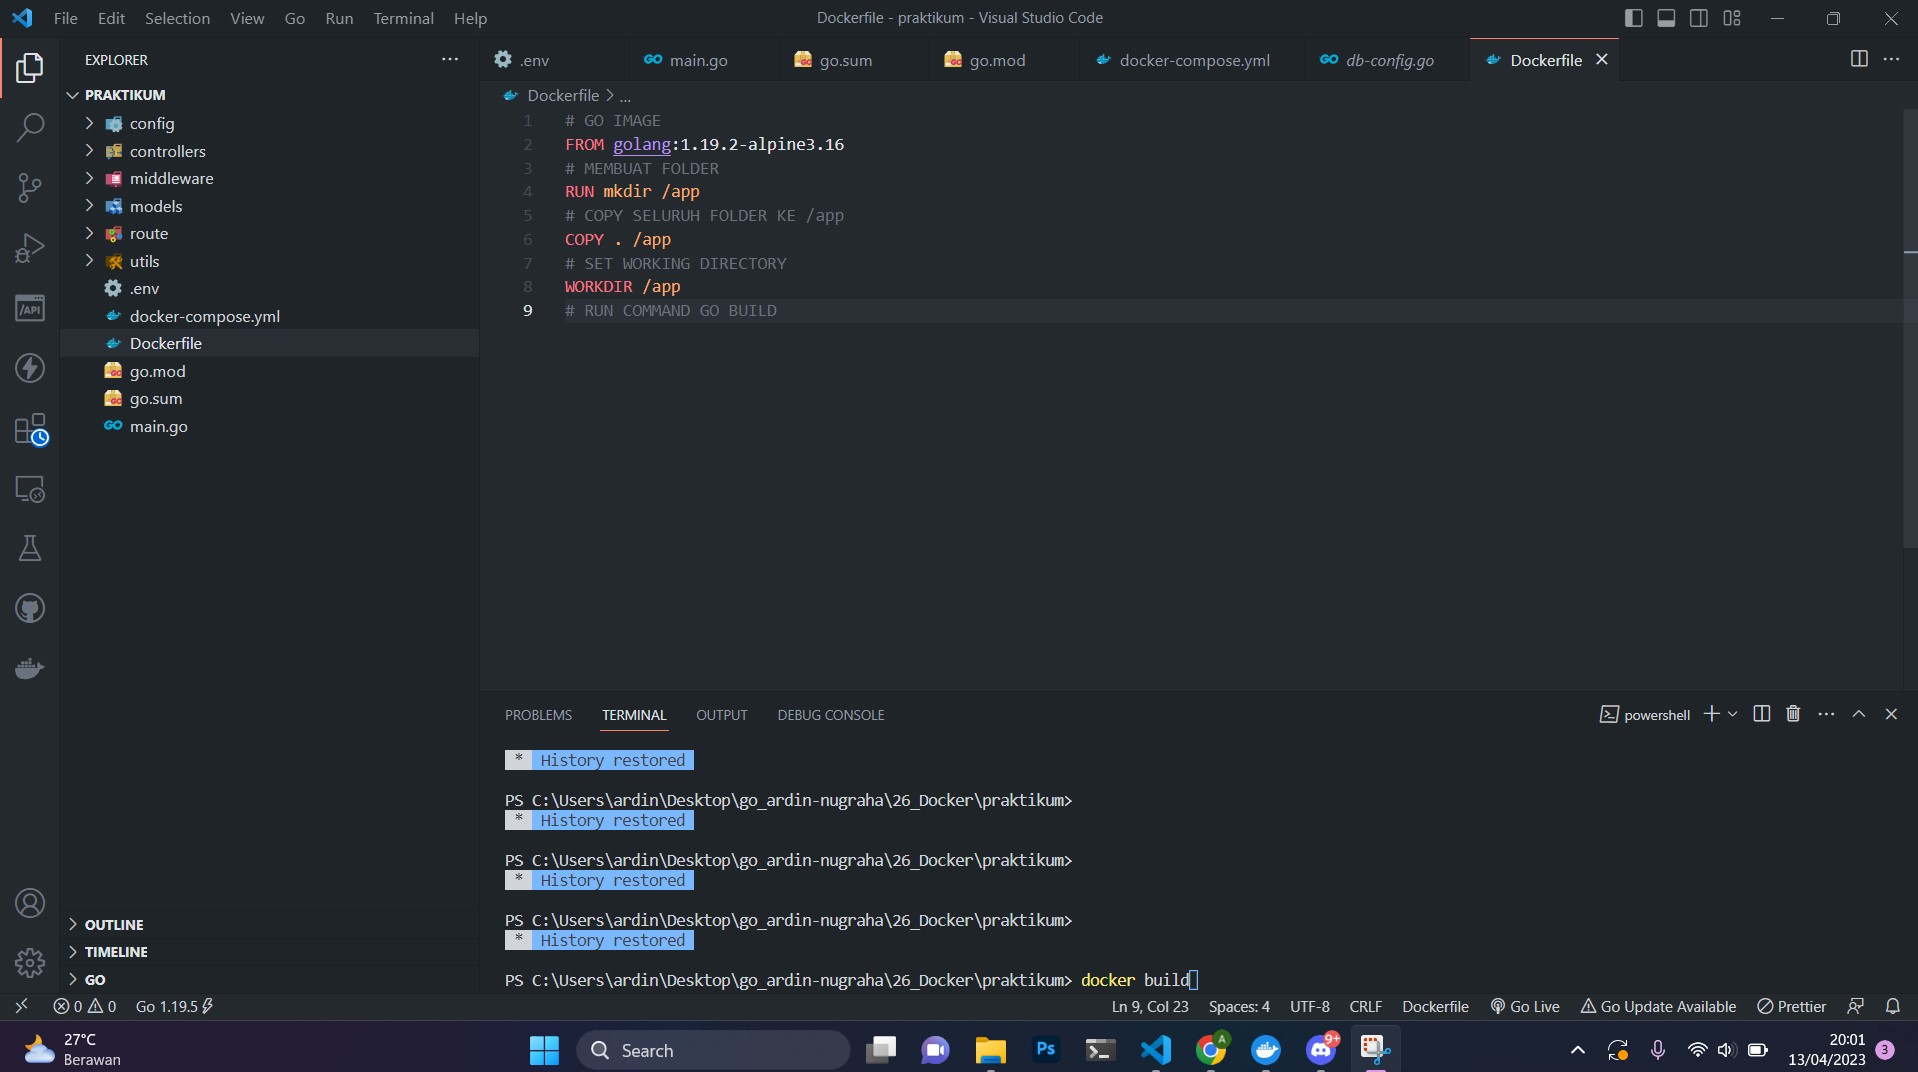 File Edit Selection View Go Run Terminal Help
Dockerfile - praktikum - Visual Studio Code
EXPLORER
PRAKTIKUM
config
controllers
middleware
models
route
utils
.env
docker-compose.yml
Dockerfile
go.mod
go.sum
main.go
OUTLINE
TIMELINE
GO
.env main.go go.sum go.mod docker-compose.yml db-config.go Dockerfile
Dockerfile > ...
1 # GO IMAGE
2 FROM golang:1.19.2-alpine3.16
3 # MEMBUAT FOLDER
4 RUN mkdir /app
5 # COPY SELURUH FOLDER KE /app
6 COPY . /app
7 # SET WORKING DIRECTORY
8 WORKDIR /app
9 # RUN COMMAND GO BUILD
PROBLEMS TERMINAL OUTPUT DEBUG CONSOLE
powershell
* History restored
PS C:\Users\ardin\Desktop\go_ardin-nugraha\26_Docker\praktikum>
* History restored
PS C:\Users\ardin\Desktop\go_ardin-nugraha\26_Docker\praktikum>
* History restored
PS C:\Users\ardin\Desktop\go_ardin-nugraha\26_Docker\praktikum>
* History restored
PS C:\Users\ardin\Desktop\go_ardin-nugraha\26_Docker\praktikum> docker build
0 0 Go 1.19.5
Ln 9, Col 23 Spaces: 4 UTF-8 CRLF Dockerfile Go Live Go Update Available Prettier
27°C
Berawan
Search
Ps
A
9+
20:01
13/04/2023
3
/API